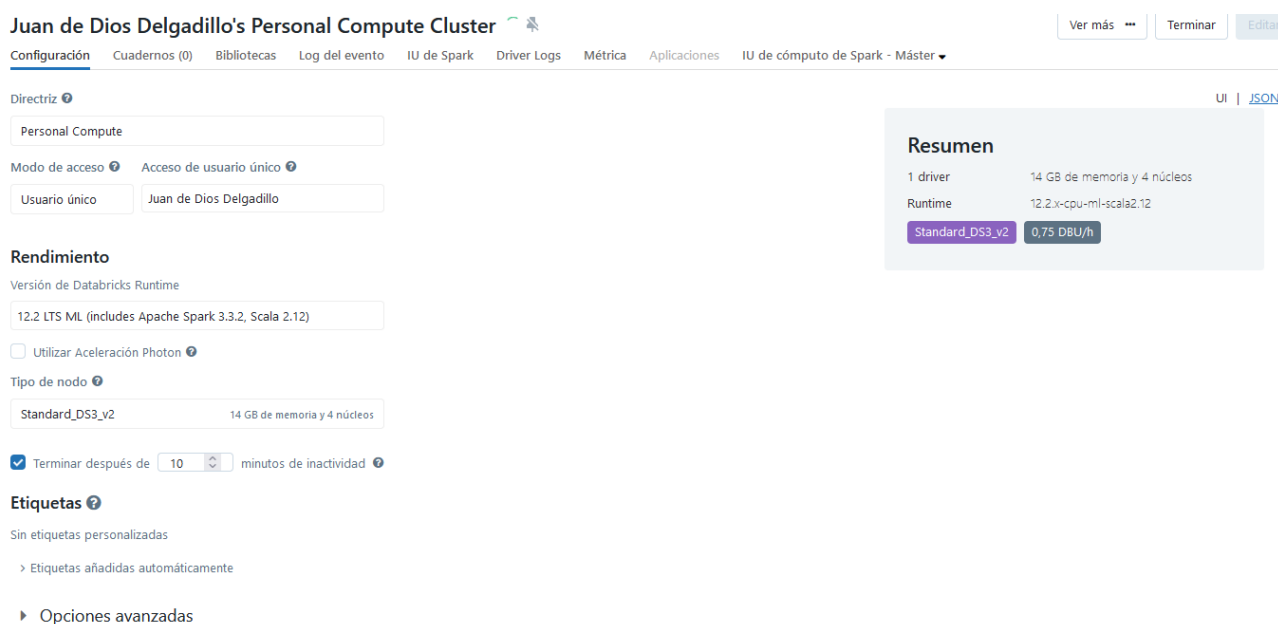 Juan de Dios Delgadillo's Personal Compute Cluster
Ver más ···
Terminar
Editar
Configuración Cuadernos (0) Bibliotecas Log del evento IU de Spark Driver Logs Métrica Aplicaciones IU de cómputo de Spark - Máster
UI | JSON
Directriz
Personal Compute
Modo de acceso Acceso de usuario único
Usuario único Juan de Dios Delgadillo
Rendimiento
Versión de Databricks Runtime
12.2 LTS ML (includes Apache Spark 3.3.2, Scala 2.12)
Utilizar Aceleración Photon
Tipo de nodo
Standard_DS3_v2 14 GB de memoria y 4 núcleos
Terminar después de 10 minutos de inactividad
Etiquetas
Sin etiquetas personalizadas
Etiquetas añadidas automáticamente
Opciones avanzadas
Resumen
1 driver 14 GB de memoria y 4 núcleos
Runtime 12.2.x-cpu-ml-scala2.12
Standard_DS3_v2 0,75 DBU/h